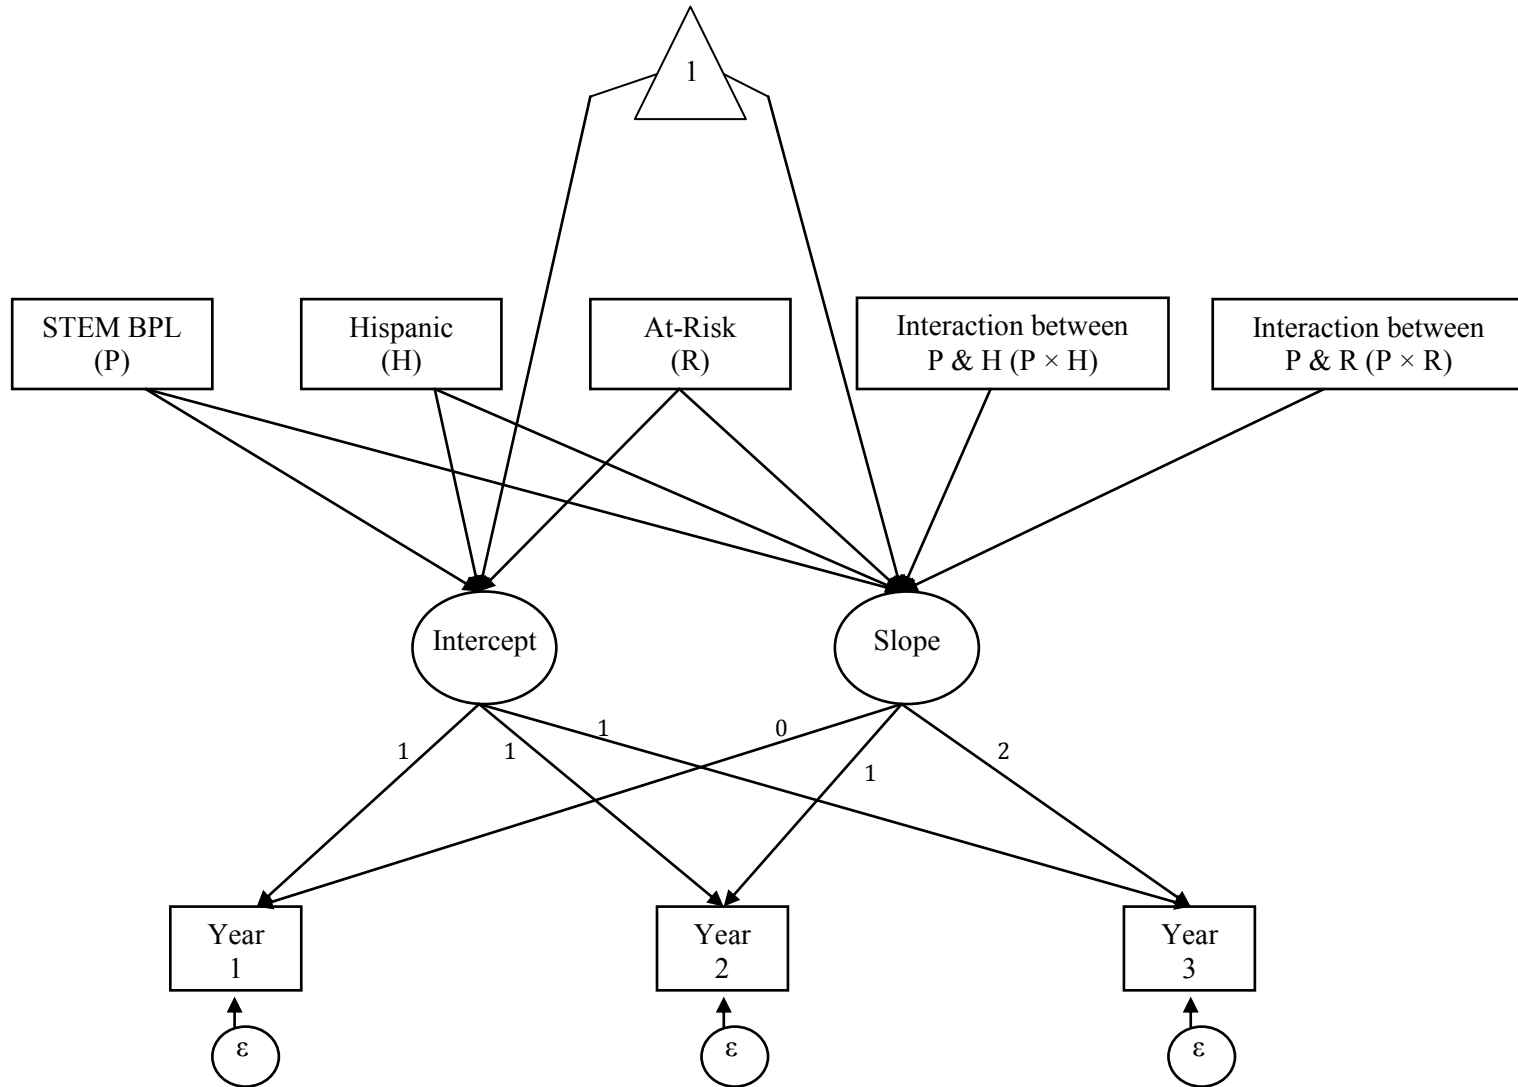 1
STEM BPL
(P)
Hispanic
(H)
At-Risk
(R)
Interaction between
P & H (P × H)
Interaction between
P & R (P × R)
Intercept
Slope
1
1
1
0
1
2
Year
1
Year
2
Year
3
ε
ε
ε